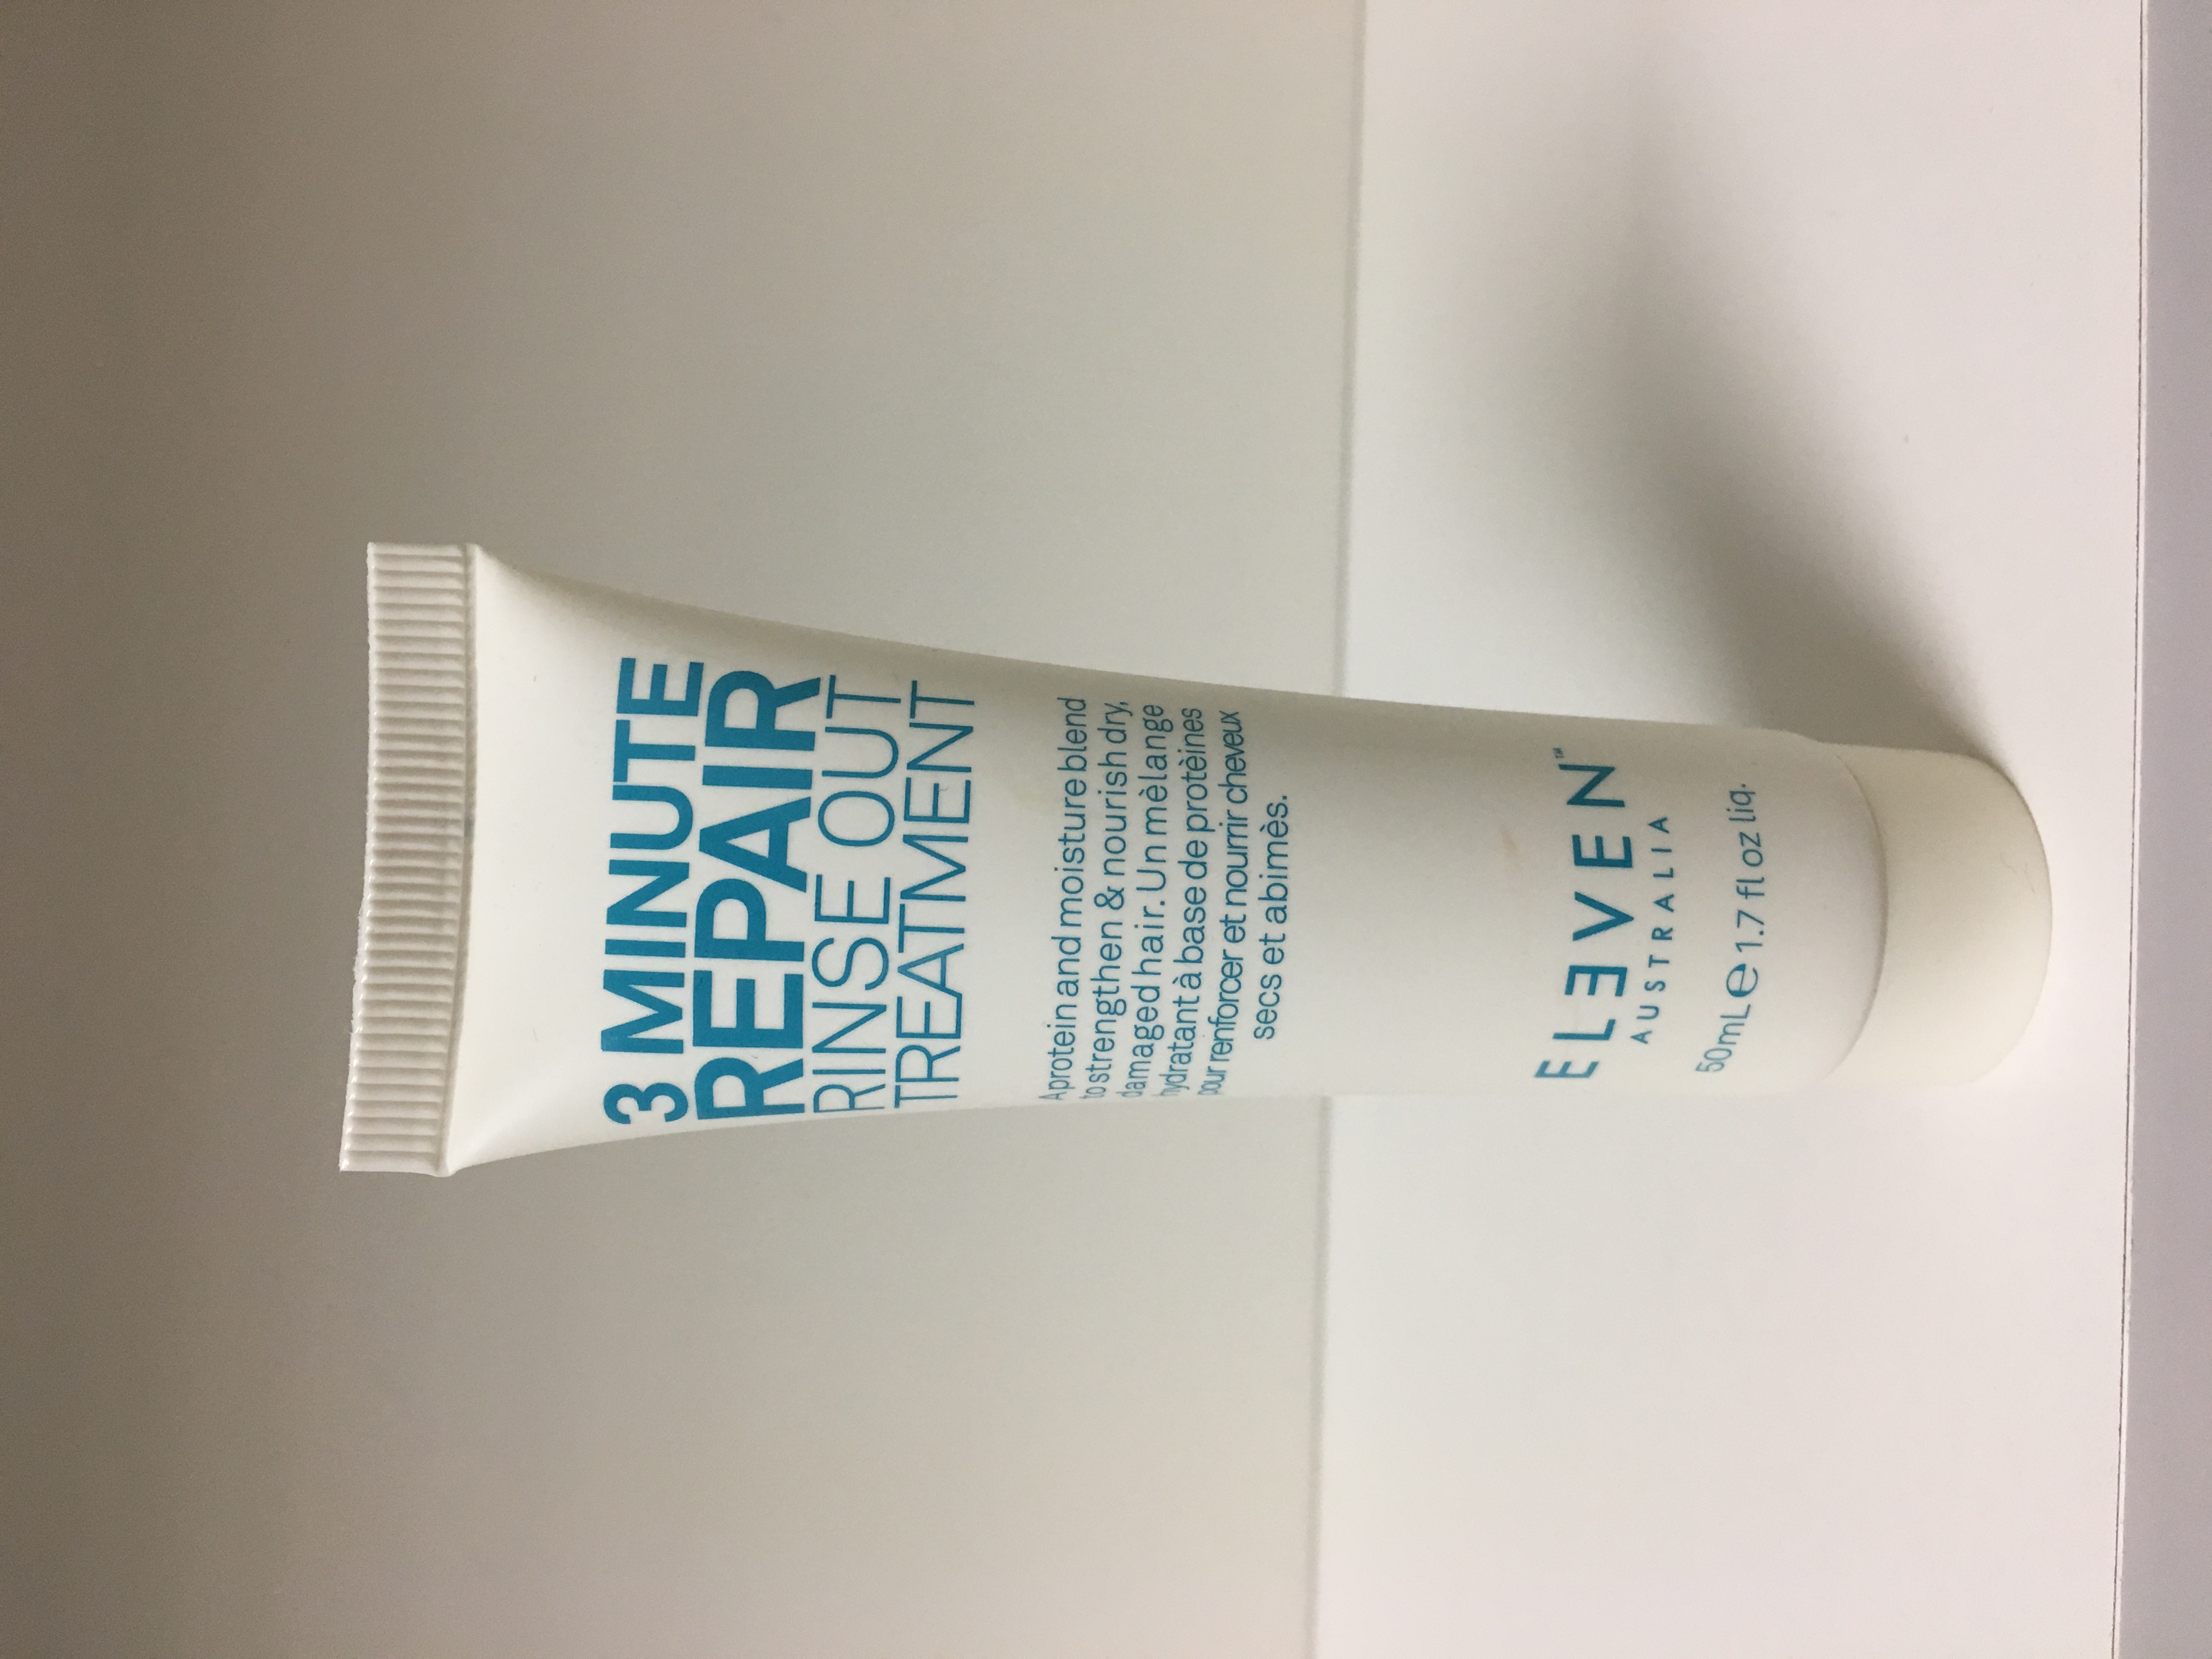 3 MINUTE
REPAIR
RINSE OUT
TREATMENT
A protein and moisture blend
to strengthen & nourish dry,
damaged hair. Un mèlange
hydratant à base de protèines
pour renforcer et nourrir cheveux
secs et abimès.
ELEVEN™
AUSTRALIA
50mL ℮ 1.7 fl oz liq.